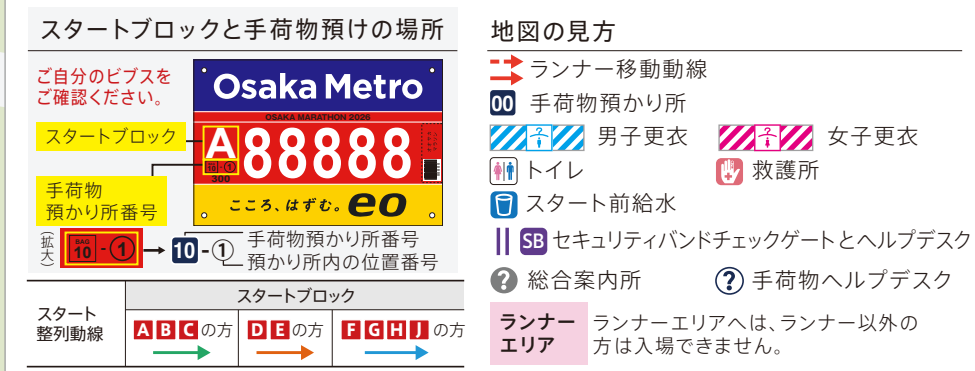 スタートブロックと手荷物預けの場所
ご自分のビブスを
ご確認ください。
スタートブロック
手荷物
預かり所番号
Osaka Metro
OSAKA MARATHON 2026
A88888
10-①
300
こころ、はずむ。eo
(拡大)
BAG
10-①
10-①
手荷物預かり所番号
預かり所内の位置番号
スタート
整列動線
スタートブロック
A B C の方
D E の方
F G H J の方
地図の見方
ランナー移動動線
00 手荷物預かり所
男子更衣
女子更衣
トイレ
救護所
スタート前給水
SB セキュリティバンドチェックゲートとヘルプデスク
? 総合案内所
? 手荷物ヘルプデスク
ランナー
エリア
ランナーエリアへは、ランナー以外の
方は入場できません。